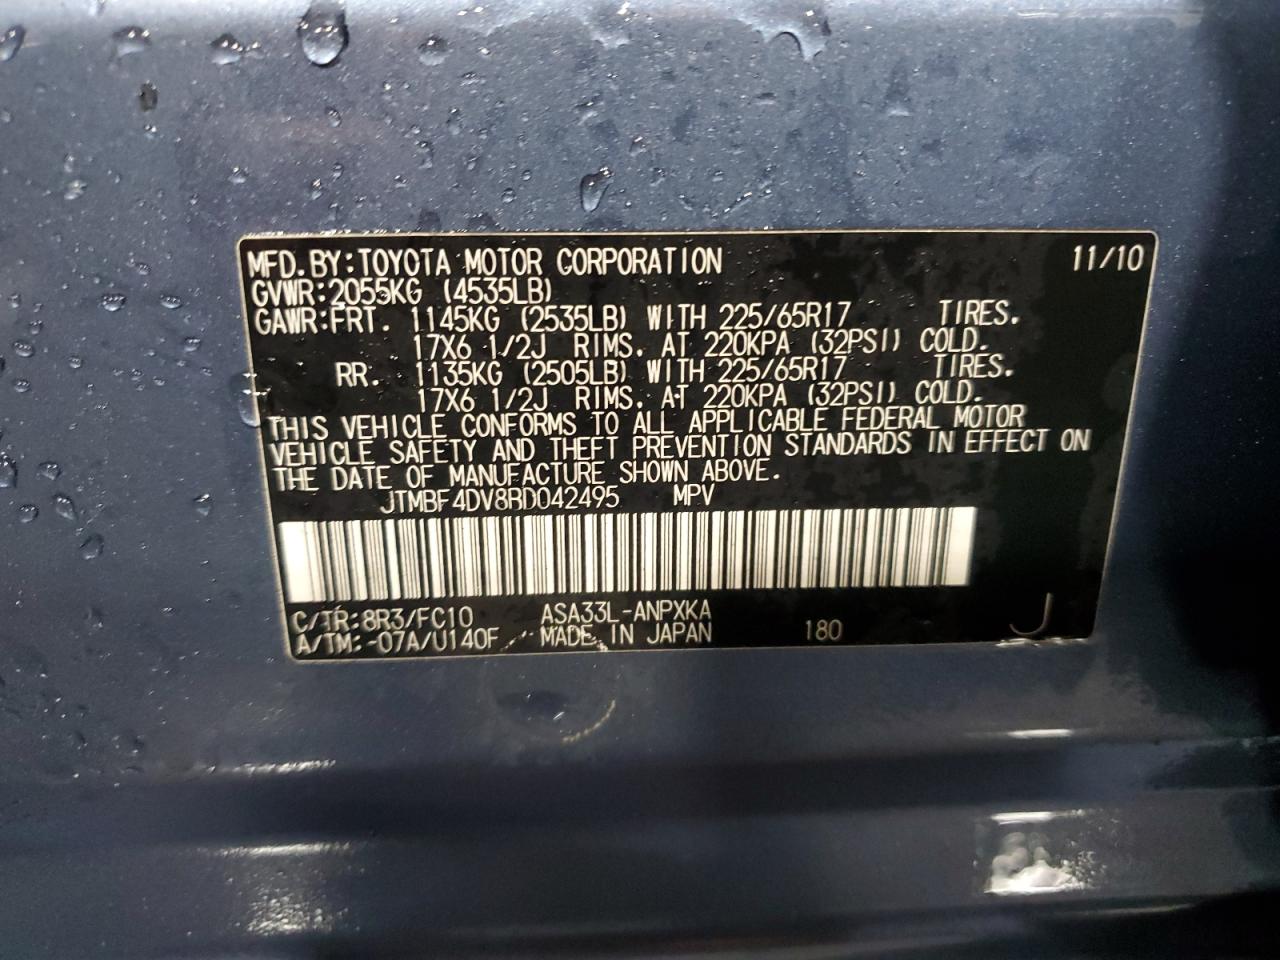 MFD.BY:TOYOTA MOTOR CORPORATION 11/10
GVWR:2055KG (4535LB)
GAWR:FRT. 1145KG (2535LB) WITH 225/65R17 TIRES.
17X6 1/2J RIMS. AT 220KPA (32PSI) COLD.
RR. 1135KG (2505LB) WITH 225/65R17 TIRES.
17X6 1/2J RIMS. AT 220KPA (32PSI) COLD.
THIS VEHICLE CONFORMS TO ALL APPLICABLE FEDERAL MOTOR
VEHICLE SAFETY AND THEFT PREVENTION STANDARDS IN EFFECT ON
THE DATE OF MANUFACTURE SHOWN ABOVE.
JTMBF4DV8BD042495 MPV
C/TR:8R3/FC10 ASA33L-ANPXKA
A/TM:-07A/U140F MADE IN JAPAN 180 J